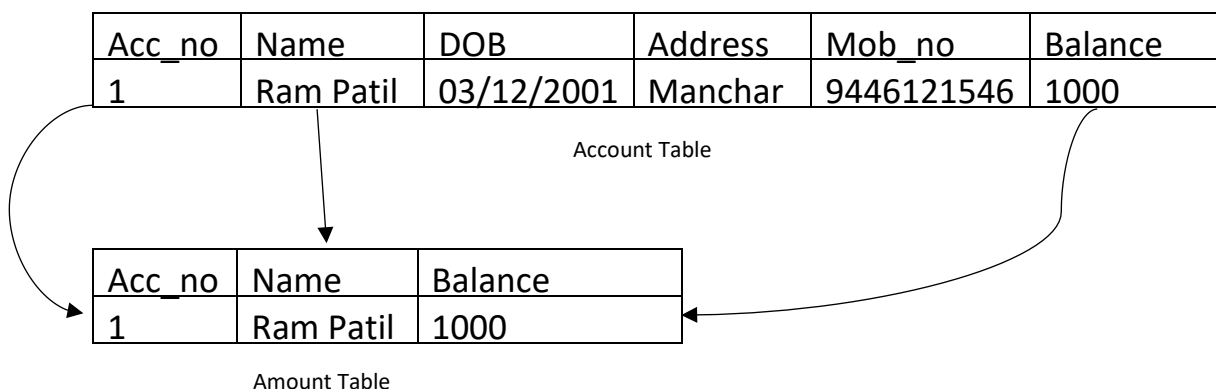 Acc_no Name DOB Address Mob_no Balance
1 Ram Patil 03/12/2001 Manchar 9446121546 1000
Account Table
Acc_no Name Balance
1 Ram Patil 1000
Amount Table